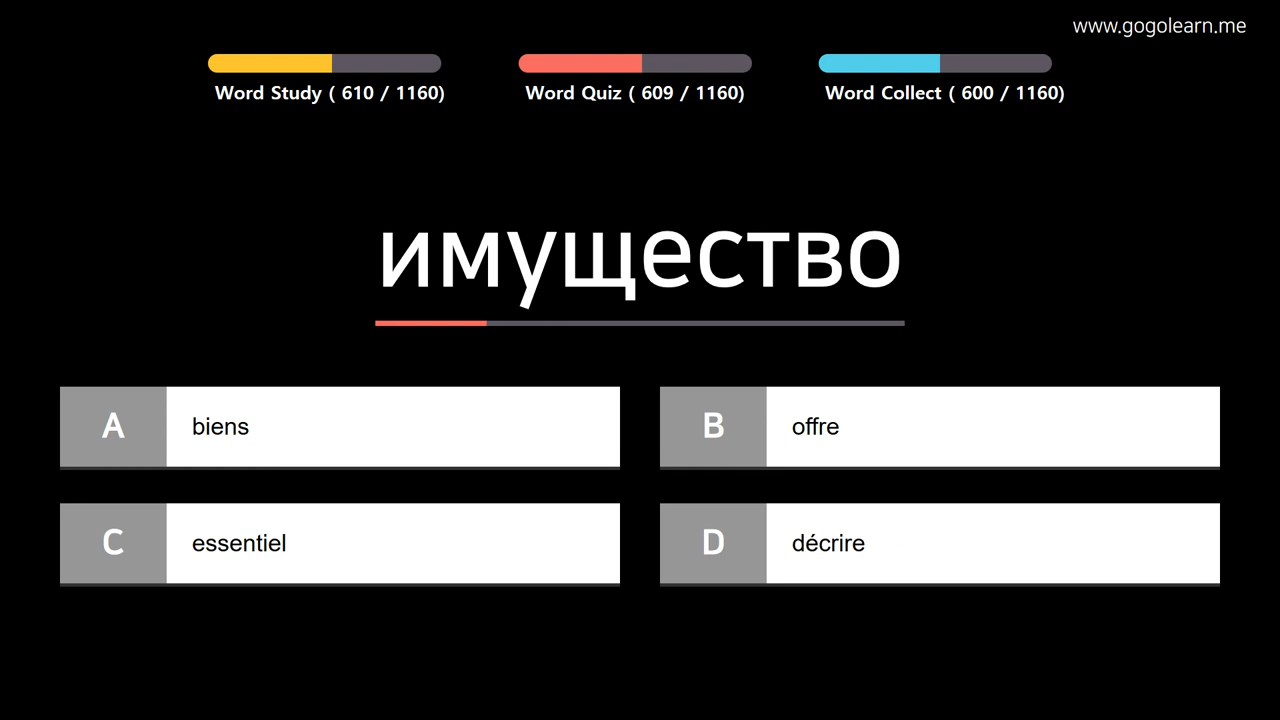 www.gogolearn.me
Word Study ( 610 / 1160)
Word Quiz ( 609 / 1160)
Word Collect ( 600 / 1160)
имущество
A biens
B offre
C essentiel
D décrire